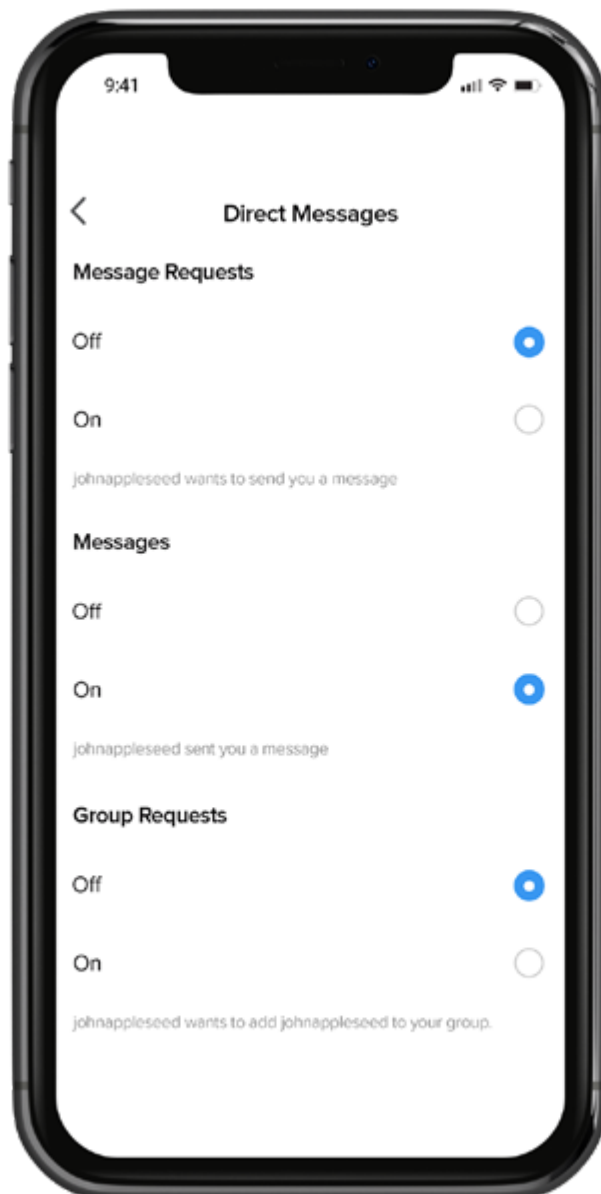 9:41
Direct Messages
Message Requests
Off
On
johnappleseed wants to send you a message
Messages
Off
On
johnappleseed sent you a message
Group Requests
Off
On
johnappleseed wants to add johnappleseed to your group.